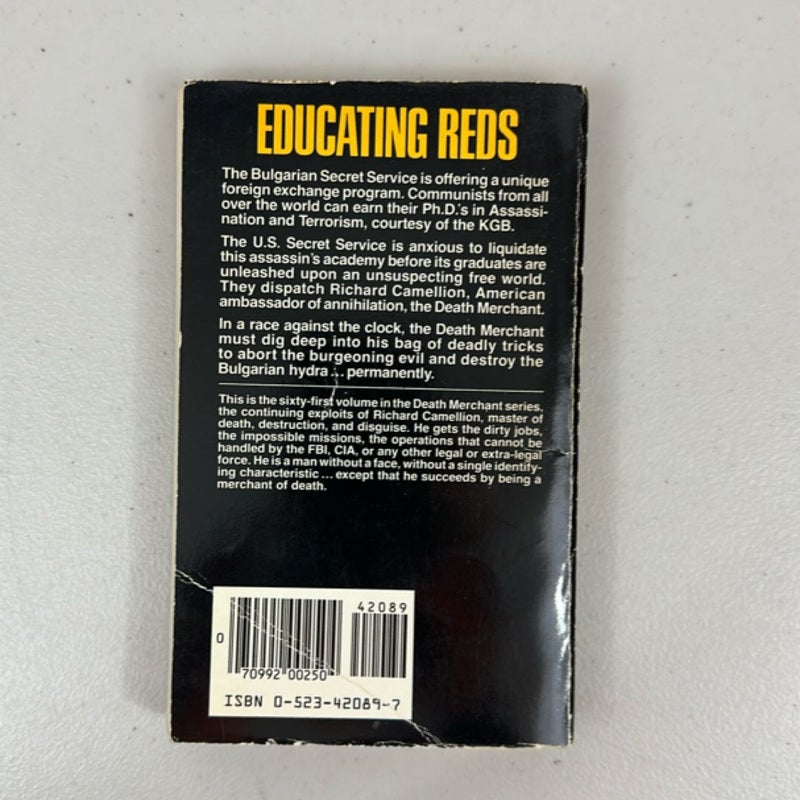 EDUCATING REDS
The Bulgarian Secret Service is offering a unique
foreign exchange program. Communists from all
over the world can earn their Ph.D.'s in Assassi-
nation and Terrorism, courtesy of the KGB.
The U.S. Secret Service is anxious to liquidate
this assassin's academy before its graduates are
unleashed upon an unsuspecting free world.
They dispatch Richard Camellion, American
ambassador of annihilation, the Death Merchant.
In a race against the clock, the Death Merchant
must dig deep into his bag of deadly tricks
to abort the burgeoning evil and destroy the
Bulgarian hydra ... permanently.
This is the sixty-first volume in the Death Merchant series,
the continuing exploits of Richard Camellion, master of
death, destruction, and disguise. He gets the dirty jobs,
the impossible missions, the operations that cannot be
handled by the FBI, CIA, or any other legal or extra-legal
force. He is a man without a face, without a single identify-
ing characteristic ... except that he succeeds by being a
merchant of death.
42089
0
70992 00250
ISBN 0-523-42089-7